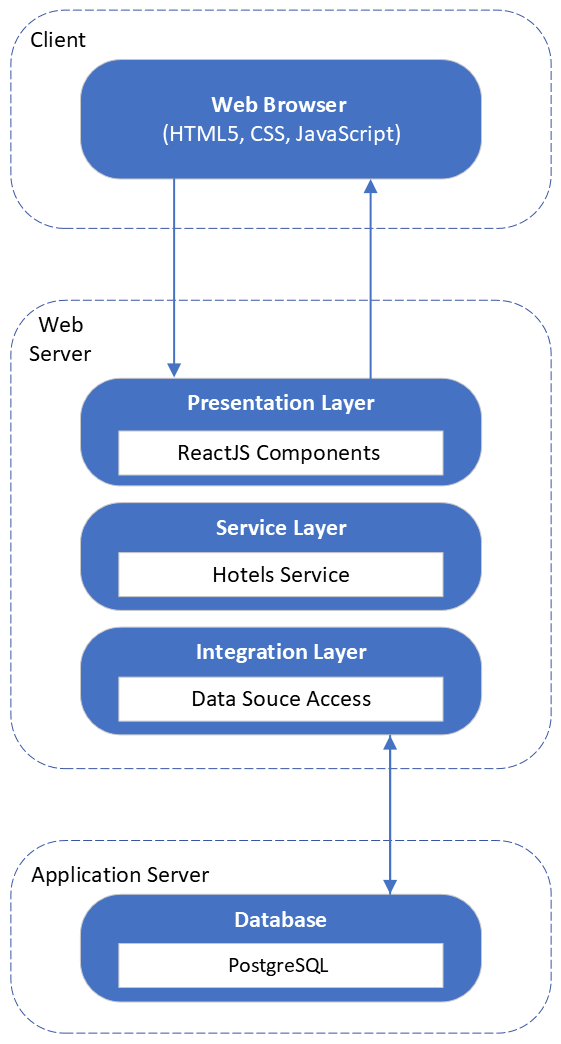 Client
Web Browser
(HTML5, CSS, JavaScript)
Web
Server
Presentation Layer
ReactJS Components
Service Layer
Hotels Service
Integration Layer
Data Souce Access
Application Server
Database
PostgreSQL